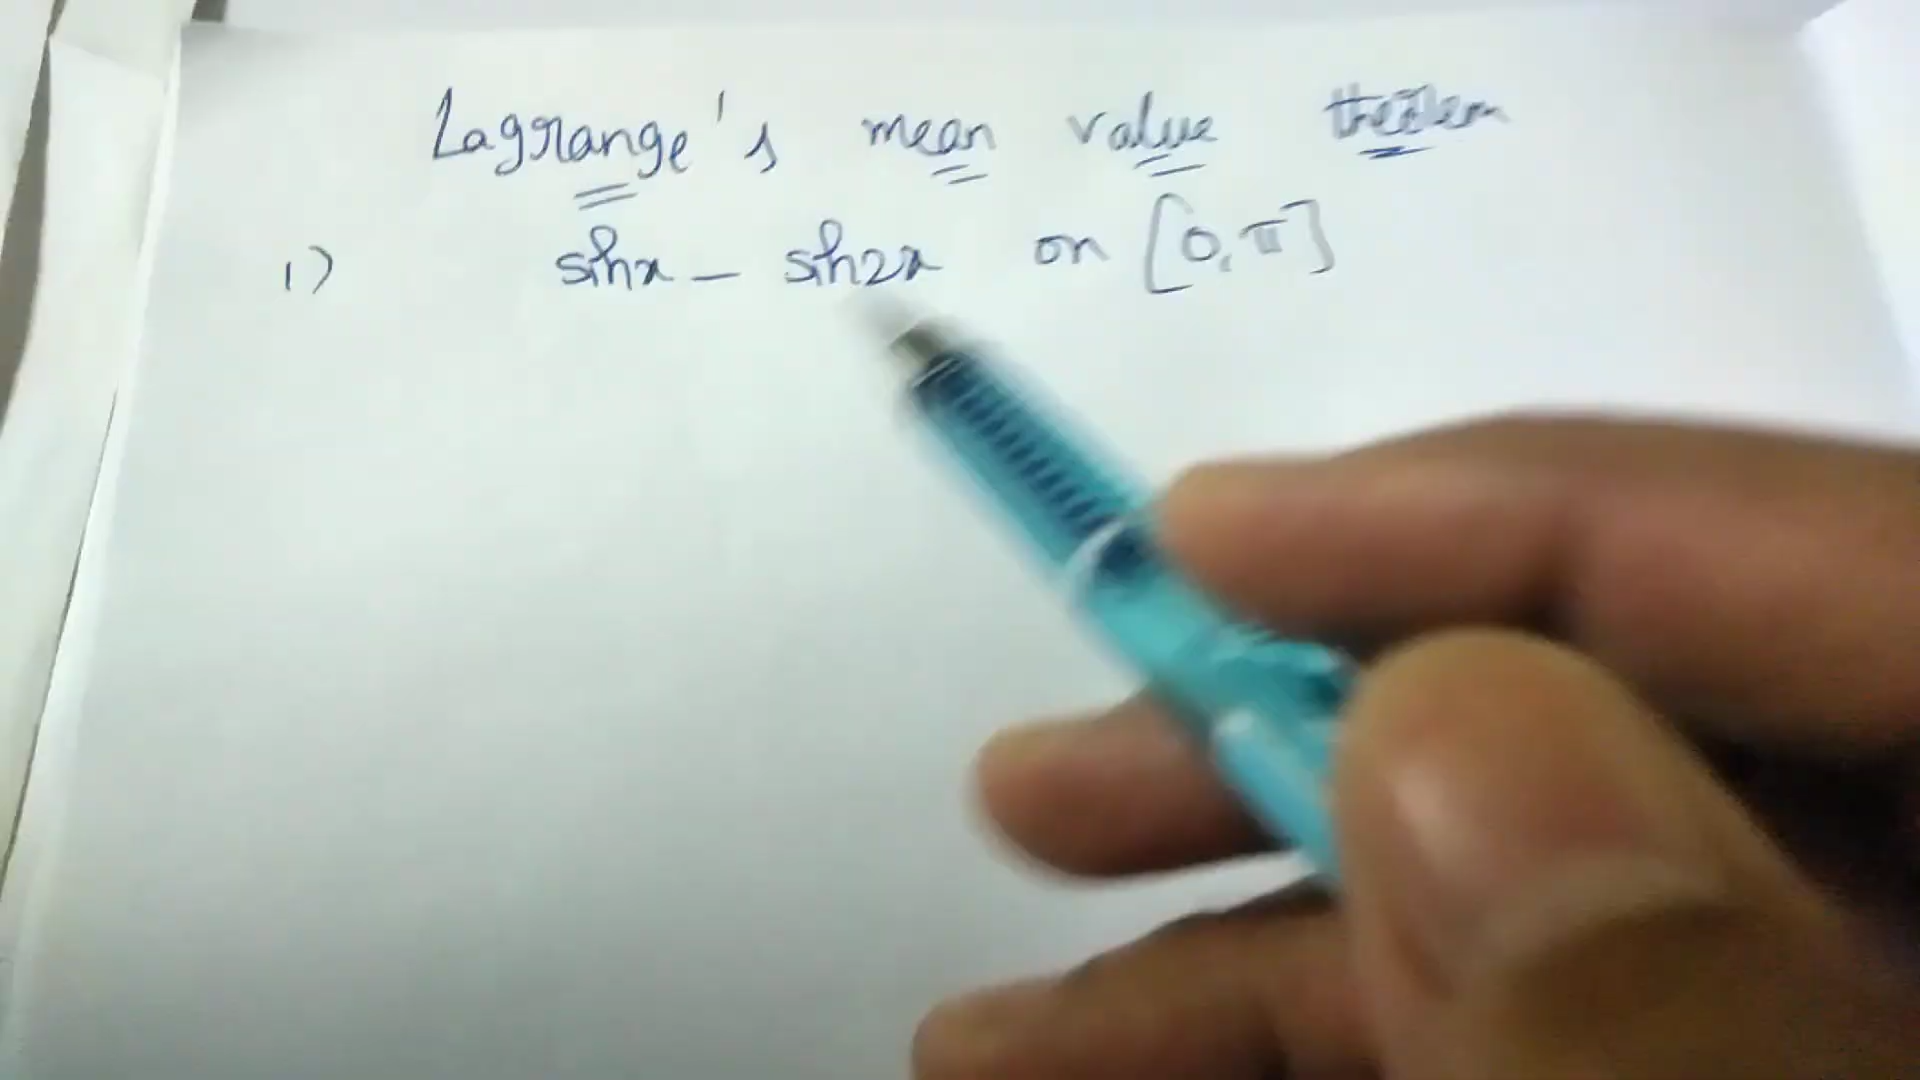 Lagrange's mean value theorem
1) sinx - sin2x on [0, π]